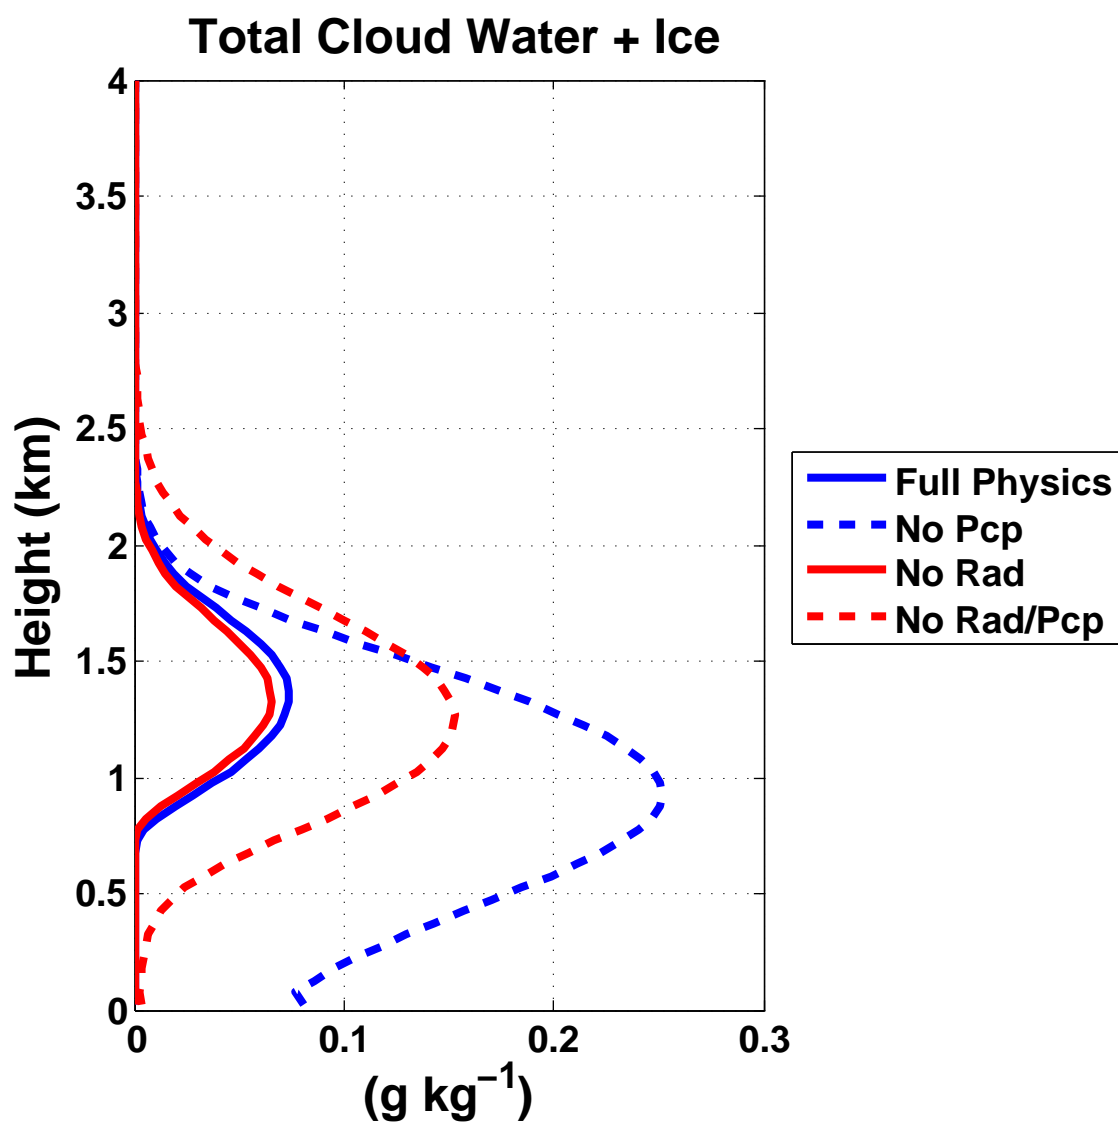 Total Cloud Water + Ice
4
3.5
3
2.5
2
1.5
1
0.5
0
Height (km)
0
0.1
0.2
0.3
(g kg⁻¹)
Full Physics
No Pcp
No Rad
No Rad/Pcp